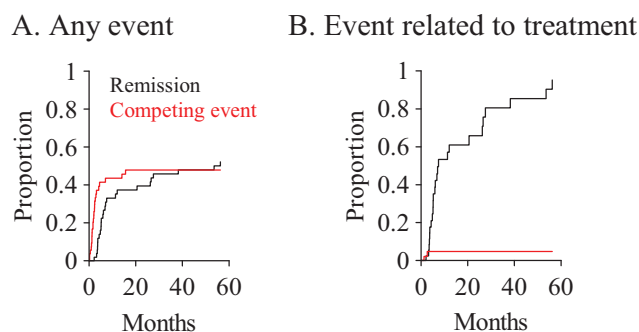 A. Any event
B. Event related to treatment
Remission
Competing event
Proportion
1
0.8
0.6
0.4
0.2
0
0 20 40 60
Months
Proportion
1
0.8
0.6
0.4
0.2
0
0 20 40 60
Months